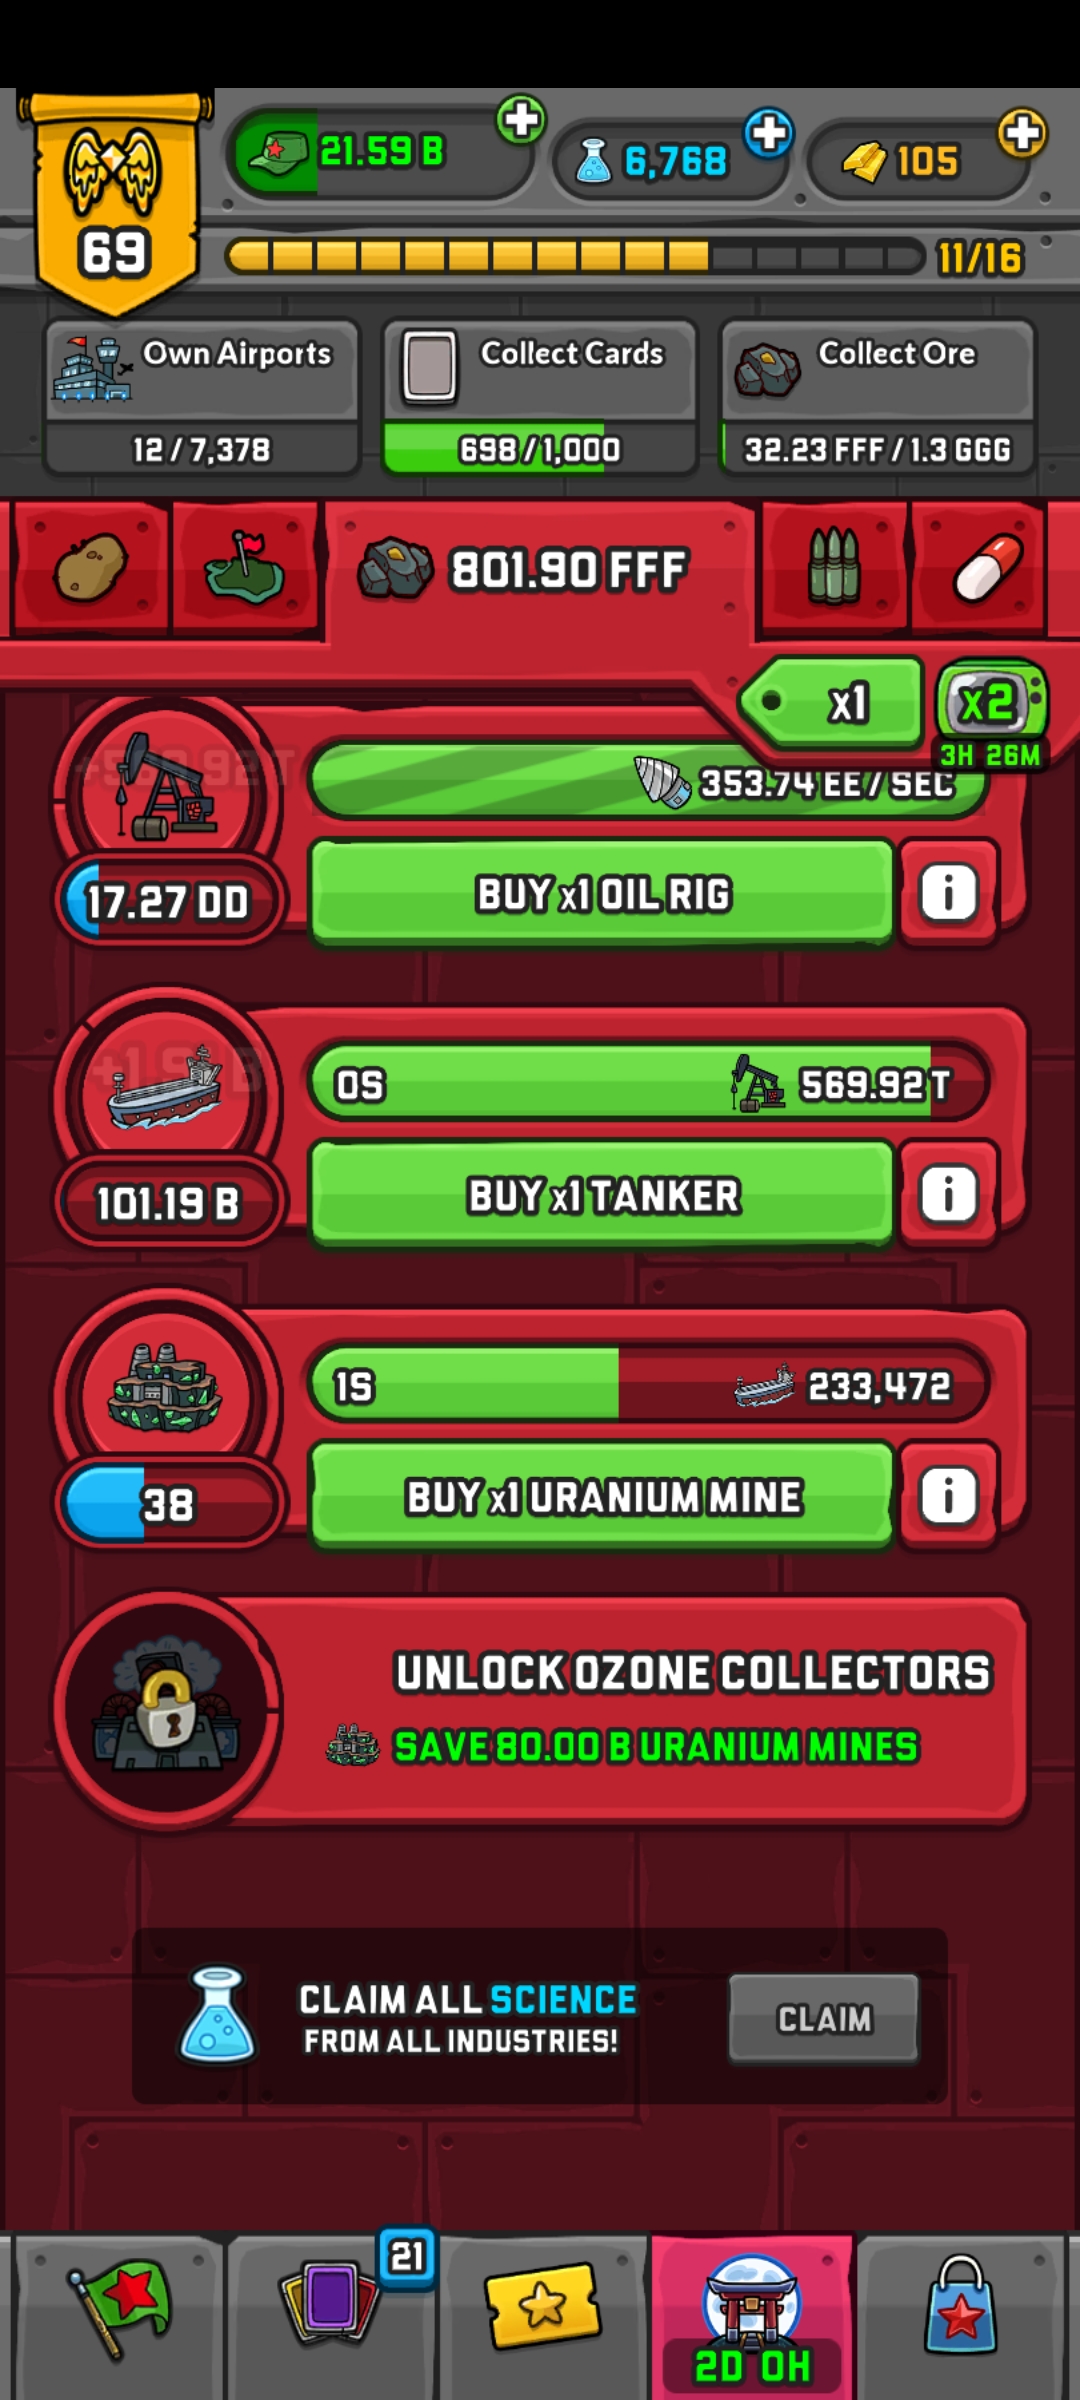 69
21.59 B
6,768
105
11/16
Own Airports
12 / 7,378
Collect Cards
698 / 1,000
Collect Ore
32.23 FFF / 1.3 GGG
801.90 FFF
x1
x2
3H 26M
353.74 EE / SEC
17.27 DD
BUY x1 OIL RIG
i
0S
569.92 T
101.19 B
BUY x1 TANKER
i
1S
233,472
38
BUY x1 URANIUM MINE
i
UNLOCK OZONE COLLECTORS
SAVE 80.00 B URANIUM MINES
CLAIM ALL SCIENCE
FROM ALL INDUSTRIES!
CLAIM
21
2D 0H